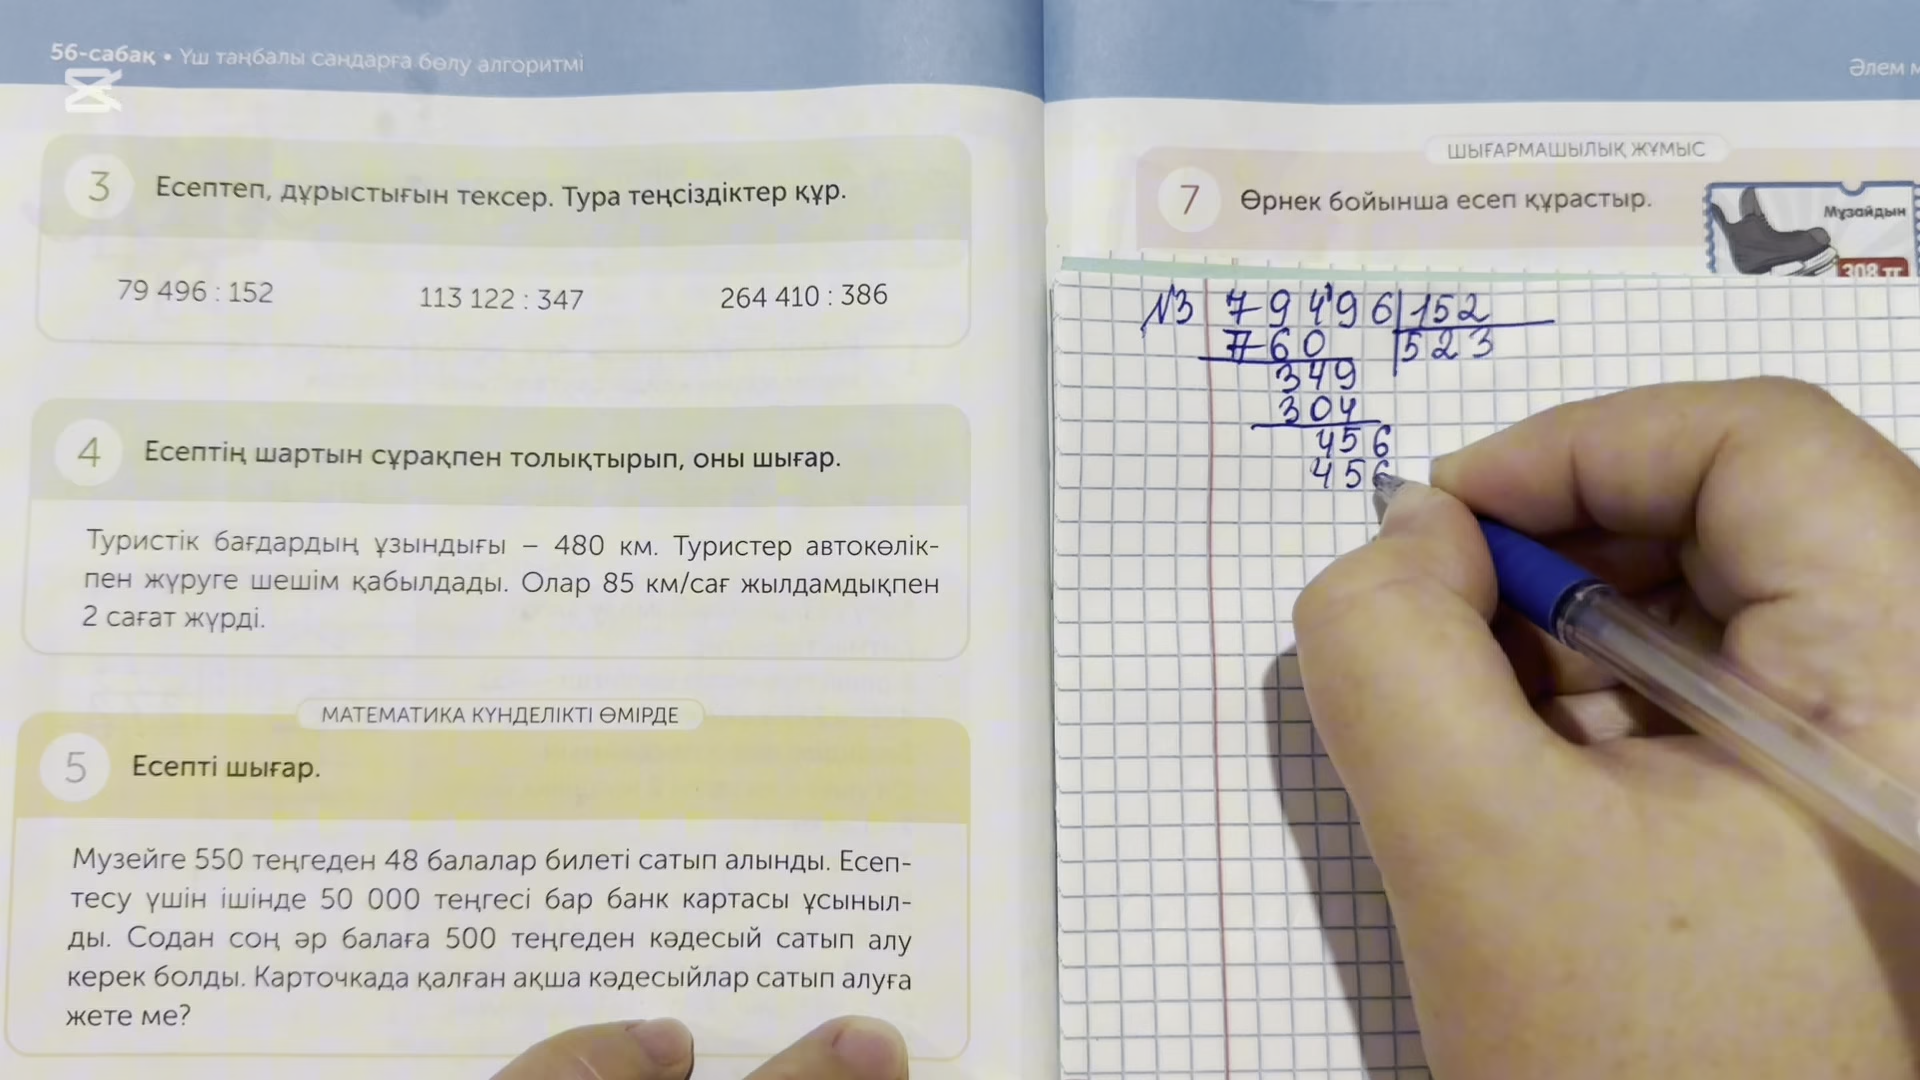 56-сабақ • Үш таңбалы сандарға бөлу алгоритмі
3 Есептеп, дұрыстығын тексер. Тура теңсіздіктер құр.
79 496 : 152 113 122 : 347 264 410 : 386
4 Есептің шартын сұрақпен толықтырып, оны шығар.
Туристік бағдардың ұзындығы – 480 км. Туристер автокөлік-
пен жүруге шешім қабылдады. Олар 85 км/сағ жылдамдықпен
2 сағат жүрді.
МАТЕМАТИКА КҮНДЕЛІКТІ ӨМІРДЕ
5 Есепті шығар.
Музейге 550 теңгеден 48 балалар билеті сатып алынды. Есеп-
тесу үшін ішінде 50 000 теңгесі бар банк картасы ұсыныл-
ды. Содан соң әр балаға 500 теңгеден кәдесый сатып алу
керек болды. Карточкада қалған ақша кәдесыйлар сатып алуға
жете ме?
Әлем
ШЫҒАРМАШЫЛЫҚ ЖҰМЫС
7 Өрнек бойынша есеп құрастыр.
Мұзайдын
308 тг
№3 79496 152
760 523
349
304
456
456